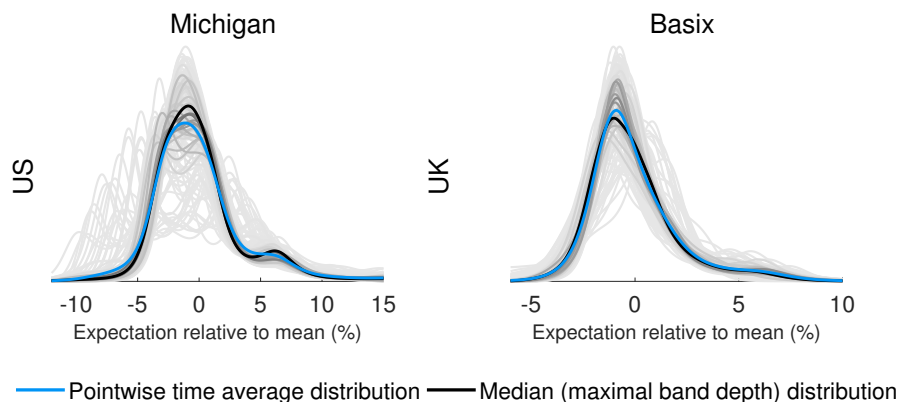 Michigan
Basix
US
UK
-10 -5 0 5 10 15
-5 0 5 10
Expectation relative to mean (%)
Expectation relative to mean (%)
Pointwise time average distribution
Median (maximal band depth) distribution